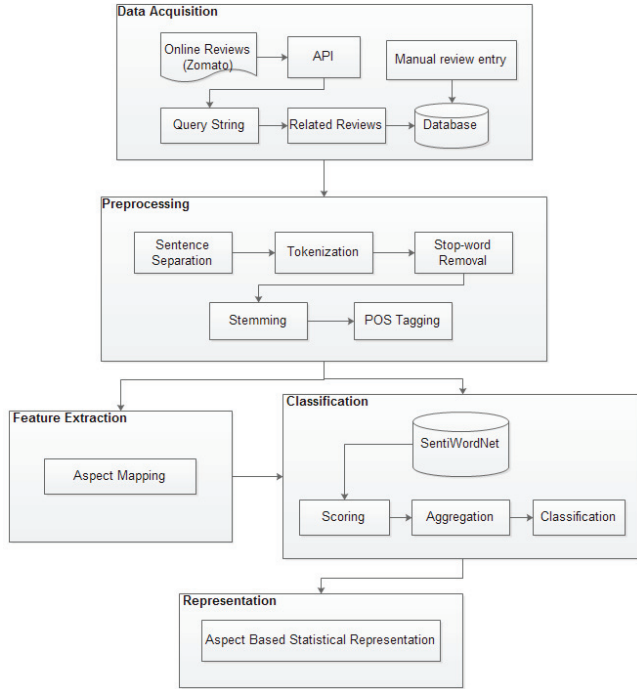 Data Acquisition
Online Reviews
(Zomato)
API
Manual review entry
Query String
Related Reviews
Database
Preprocessing
Sentence
Separation
Tokenization
Stop-word
Removal
Stemming
POS Tagging
Feature Extraction
Aspect Mapping
Classification
SentiWordNet
Scoring
Aggregation
Classification
Representation
Aspect Based Statistical Representation